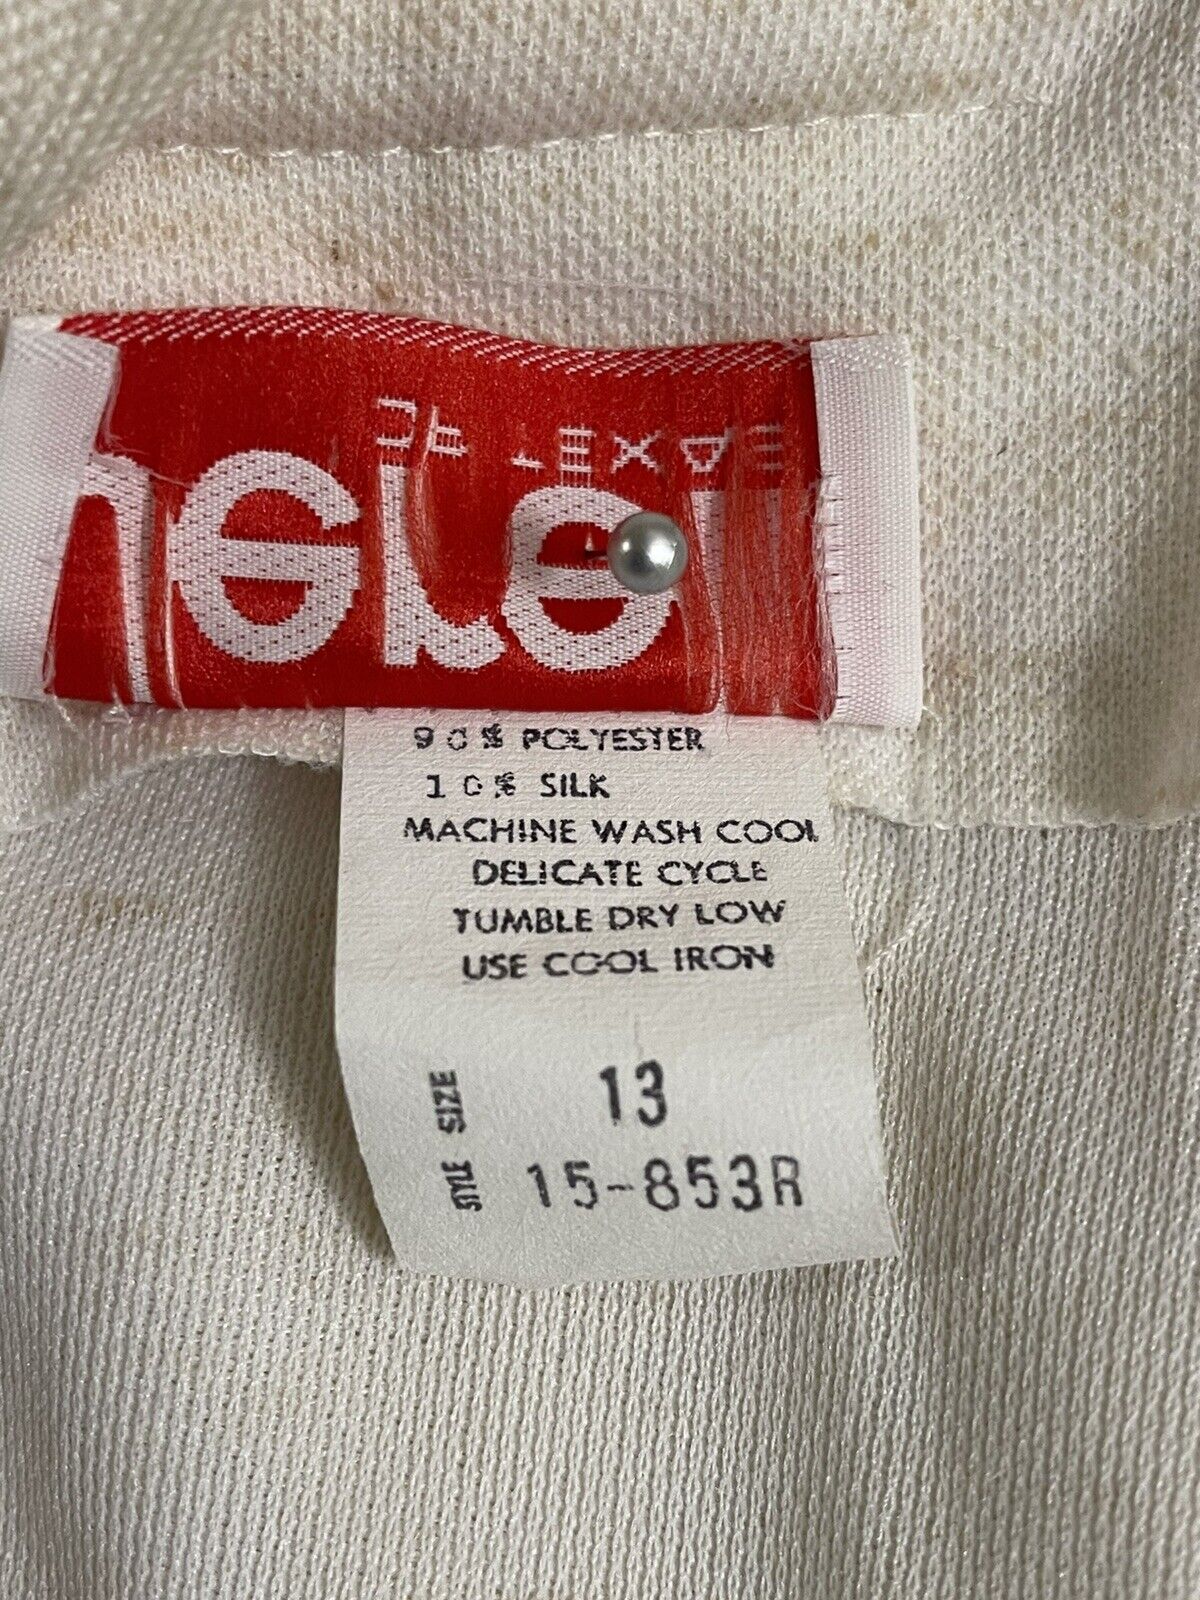 90% POLYESTER
10% SILK
MACHINE WASH COOL
DELICATE CYCLE
TUMBLE DRY LOW
USE COOL IRON
SIZE 13
STYLE 15-853R